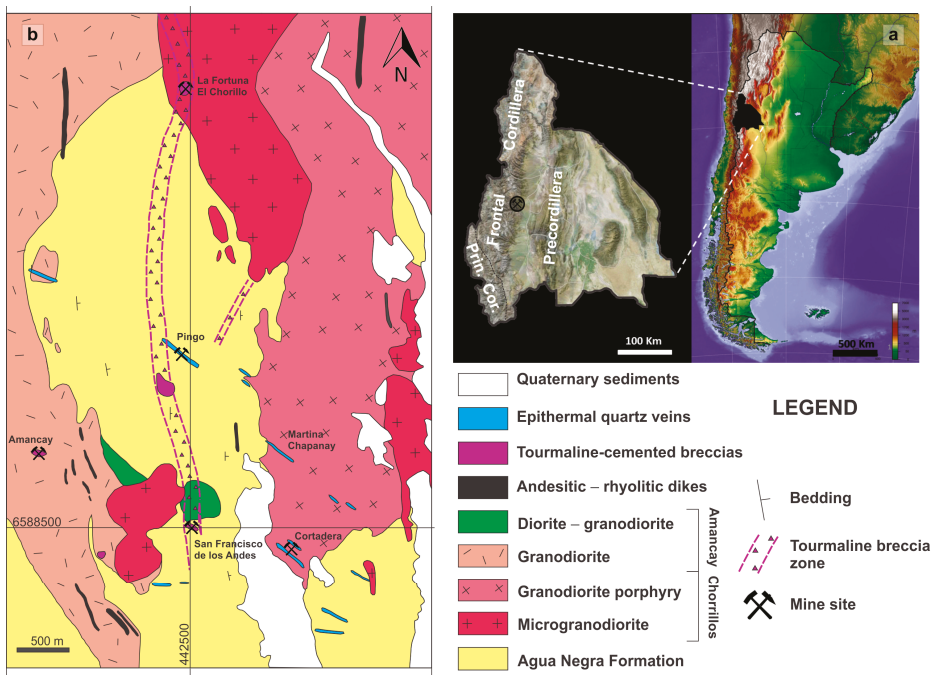 b
N
La Fortuna
El Chorillo
Pingo
Amancay
Martina
Chapanay
6588500
San Francisco
de los Andes
Cortadera
500 m
442500
a
Cordillera
Frontal
Prin Cor.
Precordillera
100 Km
500 Km
Quaternary sediments
Epithermal quartz veins
LEGEND
Tourmaline-cemented breccias
Andesitic – rhyolitic dikes
Bedding
Diorite – granodiorite
Granodiorite
Tourmaline breccia
zone
Granodiorite porphyry
Mine site
Microgranodiorite
Amancay
Chorrillos
Agua Negra Formation